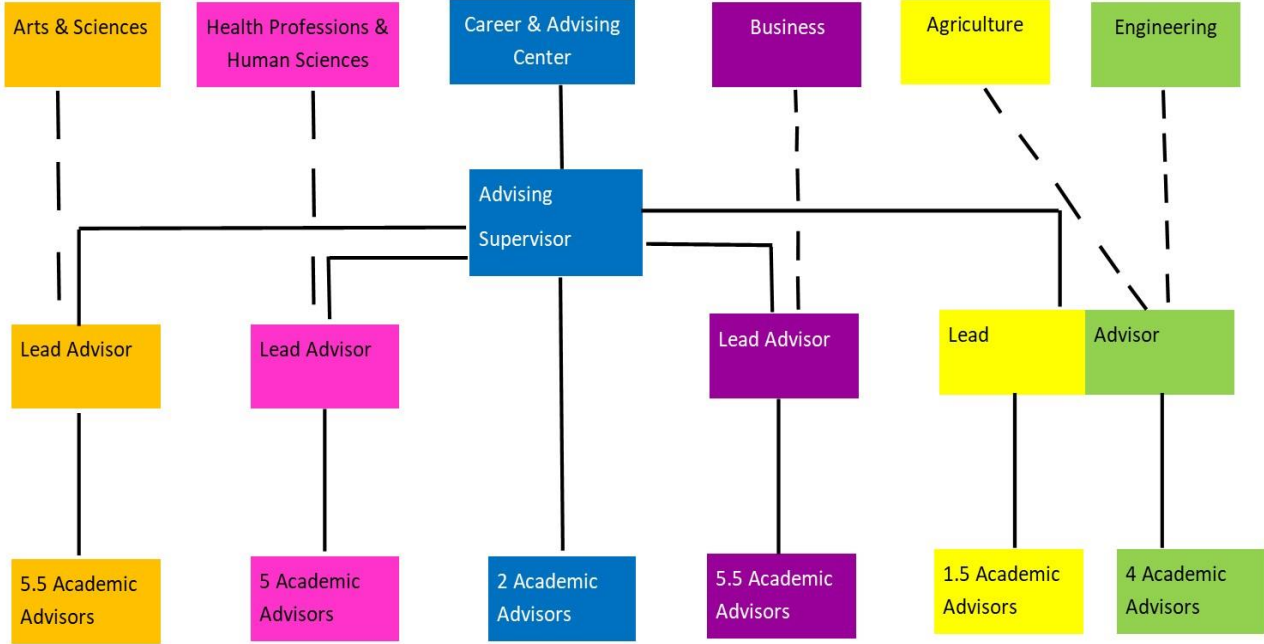 Arts & Sciences
Health Professions &
Human Sciences
Career & Advising
Center
Business
Agriculture
Engineering
Advising
Supervisor
Lead Advisor
Lead Advisor
Lead Advisor
Lead
Advisor
5.5 Academic
Advisors
5 Academic
Advisors
2 Academic
Advisors
5.5 Academic
Advisors
1.5 Academic
Advisors
4 Academic
Advisors